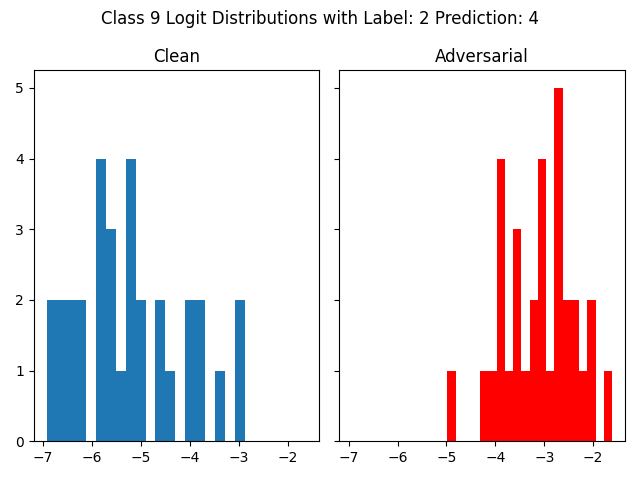 Class 9 Logit Distributions with Label: 2 Prediction: 4
Clean
Adversarial
5
4
3
2
1
0
−7 −6 −5 −4 −3 −2
−7 −6 −5 −4 −3 −2